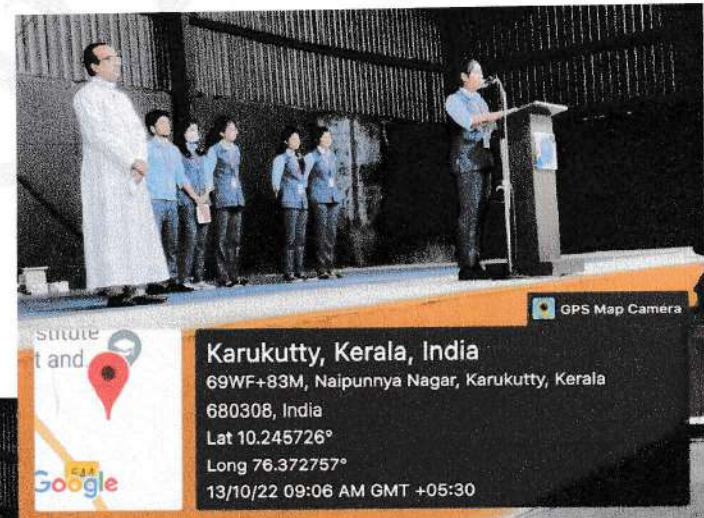 GPS Map Camera
stitute
t and
544
Google
Karukutty, Kerala, India
69WF+83M, Naipunnya Nagar, Karukutty, Kerala
680308, India
Lat 10.245726°
Long 76.372757°
13/10/22 09:06 AM GMT +05:30